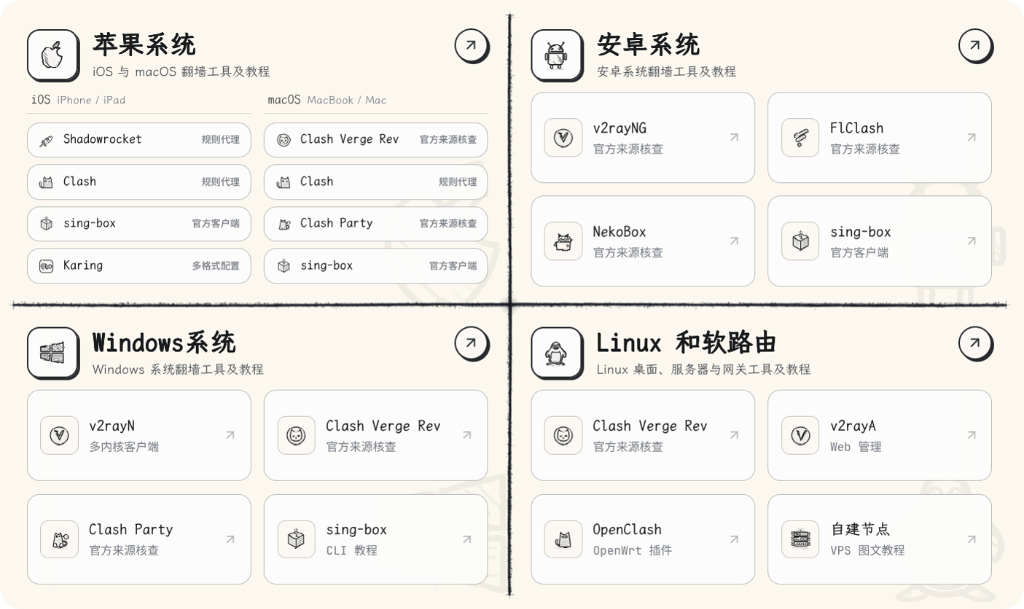 苹果系统
iOS 与 macOS 翻墙工具及教程
iOS iPhone / iPad
Shadowrocket 规则代理
Clash 规则代理
sing-box 官方客户端
Karing 多格式配置
macOS MacBook / Mac
Clash Verge Rev 官方来源核查
Clash 规则代理
Clash Party 官方来源核查
sing-box 官方客户端
安卓系统
安卓系统翻墙工具及教程
v2rayNG
官方来源核查
FlClash
官方来源核查
NekoBox
官方来源核查
sing-box
官方客户端
Windows系统
Windows 系统翻墙工具及教程
v2rayN
多内核客户端
Clash Verge Rev
官方来源核查
Clash Party
官方来源核查
sing-box
CLI 教程
Linux 和软路由
Linux 桌面、服务器与网关工具及教程
Clash Verge Rev
官方来源核查
v2rayA
Web 管理
OpenClash
OpenWrt 插件
自建节点
VPS 图文教程